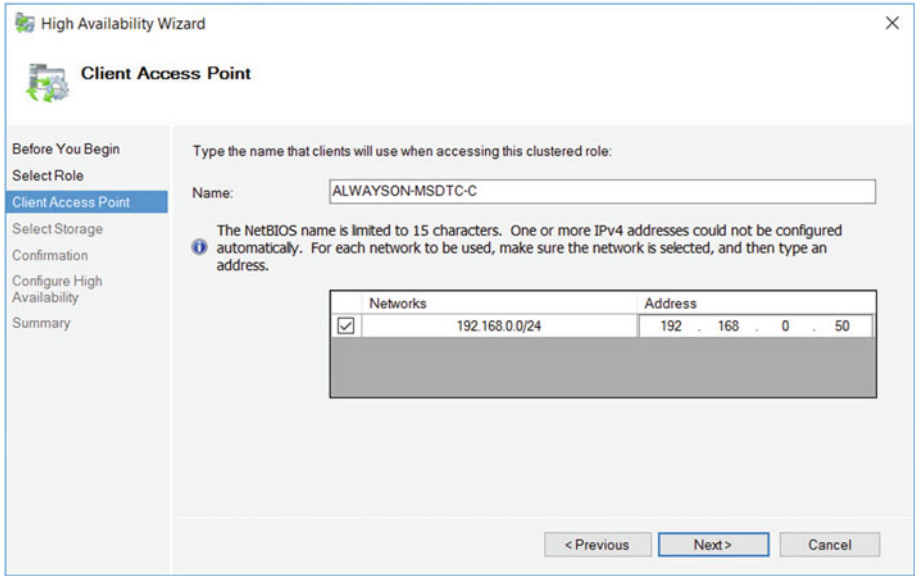 High Availability Wizard
Client Access Point
Before You Begin
Select Role
Client Access Point
Select Storage
Confirmation
Configure High
Availability
Summary
Type the name that clients will use when accessing this clustered role:
Name: ALWAYSON-MSDTC-C
The NetBIOS name is limited to 15 characters. One or more IPv4 addresses could not be configured
automatically. For each network to be used, make sure the network is selected, and then type an
address.
Networks Address
192.168.0.0/24 192 . 168 . 0 . 50
< Previous Next > Cancel